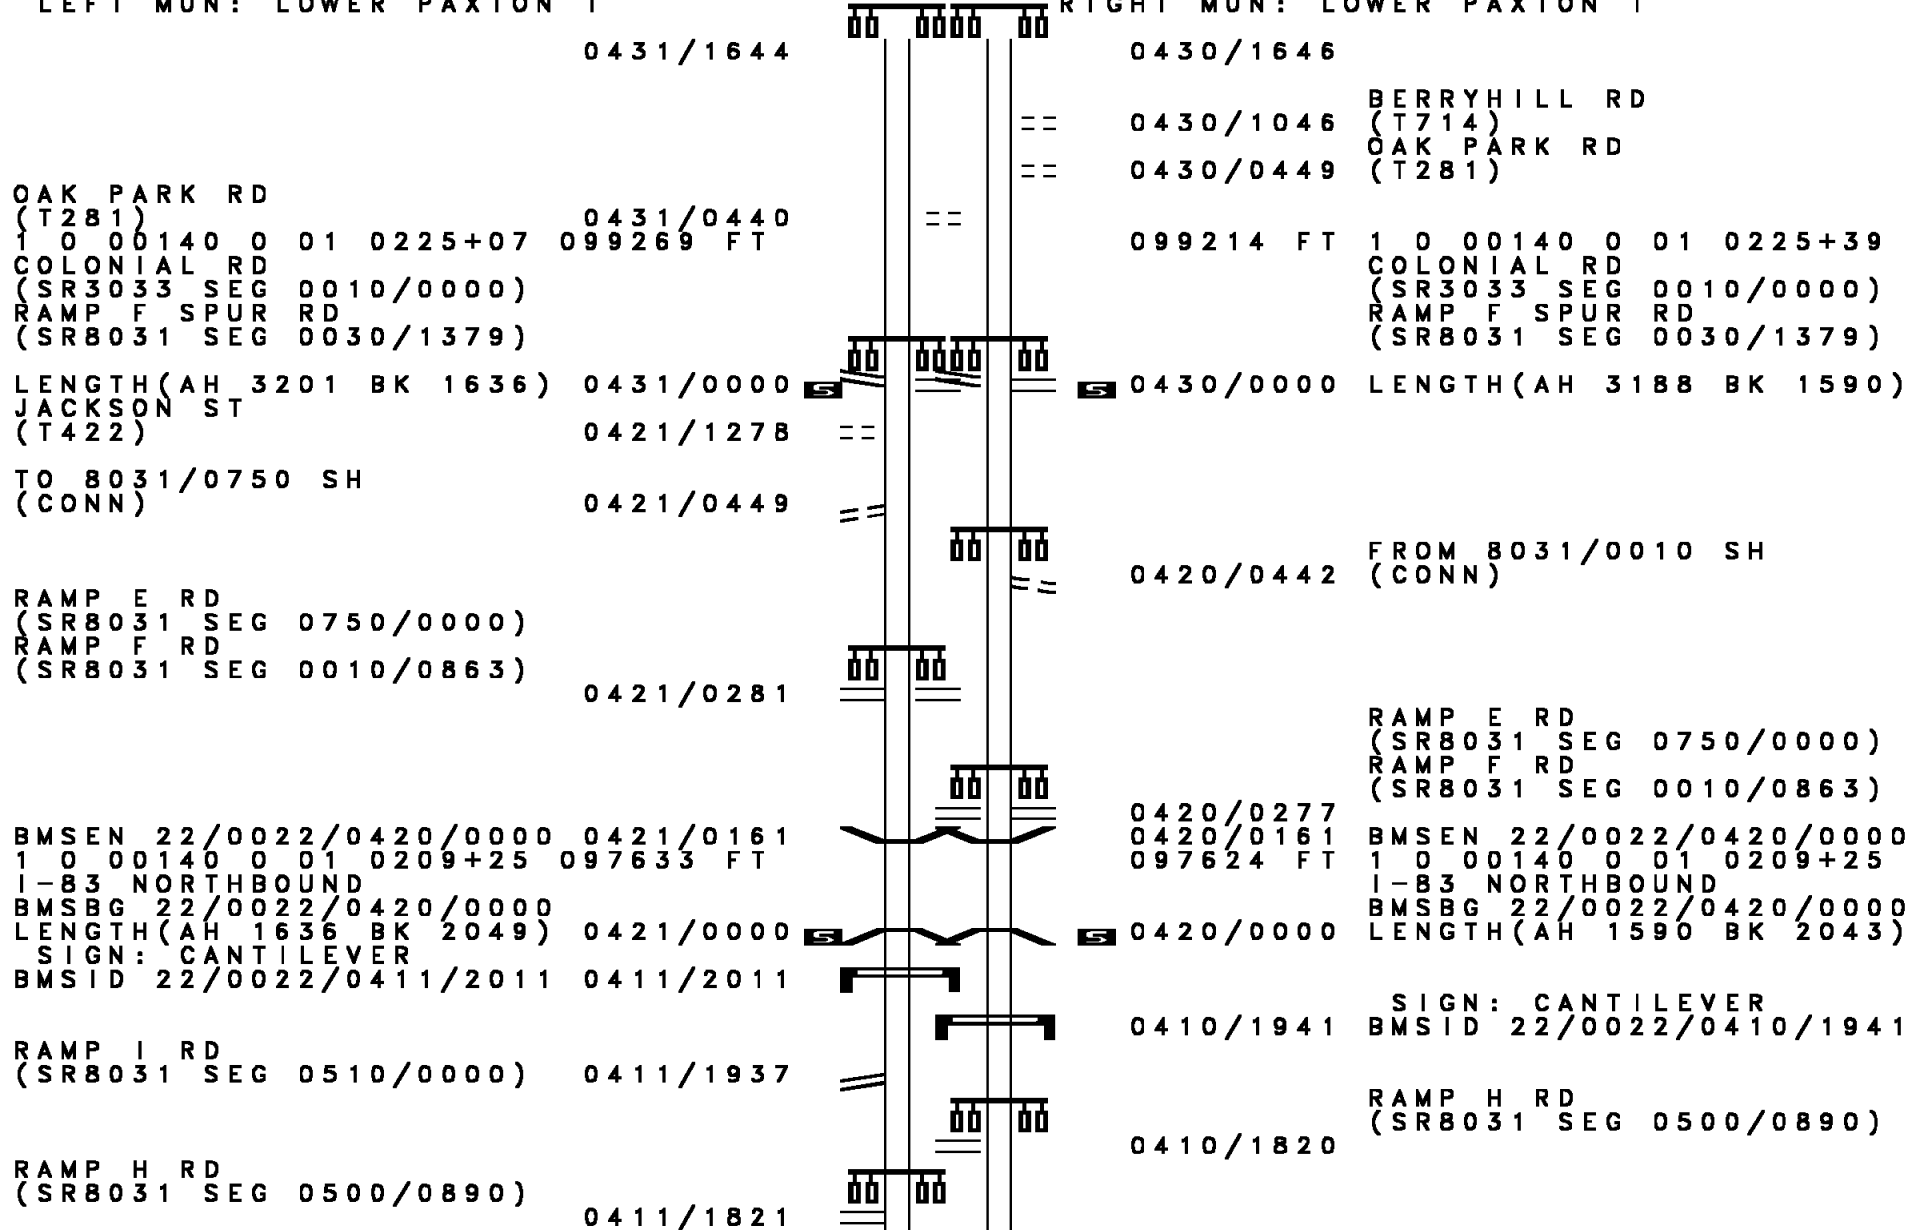 LEFT MUN: LOWER PAXTON T RIGHT MUN: LOWER PAXTON T
0431/1644 0430/1646
BERRYHILL RD
0430/1046 (T714)
OAK PARK RD
0430/0449 (T281)
OAK PARK RD
(T281) 0431/0440
1 0 00140 0 01 0225+07 099269 FT 099214 FT 1 0 00140 0 01 0225+39
COLONIAL RD COLONIAL RD
(SR3033 SEG 0010/0000) (SR3033 SEG 0010/0000)
RAMP F SPUR RD RAMP F SPUR RD
(SR8031 SEG 0030/1379) (SR8031 SEG 0030/1379)
LENGTH(AH 3201 BK 1636) 0431/0000 S S 0430/0000 LENGTH(AH 3188 BK 1590)
JACKSON ST
(T422) 0421/1278
TO 8031/0750 SH
(CONN) 0421/0449
FROM 8031/0010 SH
0420/0442 (CONN)
RAMP E RD
(SR8031 SEG 0750/0000)
RAMP F RD
(SR8031 SEG 0010/0863)
0421/0281
RAMP E RD
(SR8031 SEG 0750/0000)
RAMP F RD
(SR8031 SEG 0010/0863)
0420/0277
BMSEN 22/0022/0420/0000 0421/0161 0420/0161 BMSEN 22/0022/0420/0000
1 0 00140 0 01 0209+25 097633 FT 097624 FT 1 0 00140 0 01 0209+25
I-83 NORTHBOUND I-83 NORTHBOUND
BMSBG 22/0022/0420/0000 BMSBG 22/0022/0420/0000
LENGTH(AH 1636 BK 2049) 0421/0000 S S 0420/0000 LENGTH(AH 1590 BK 2043)
SIGN: CANTILEVER
BMSID 22/0022/0411/2011 0411/2011
SIGN: CANTILEVER
0410/1941 BMSID 22/0022/0410/1941
RAMP I RD
(SR8031 SEG 0510/0000) 0411/1937
RAMP H RD
(SR8031 SEG 0500/0890)
0410/1820
RAMP H RD
(SR8031 SEG 0500/0890)
0411/1821